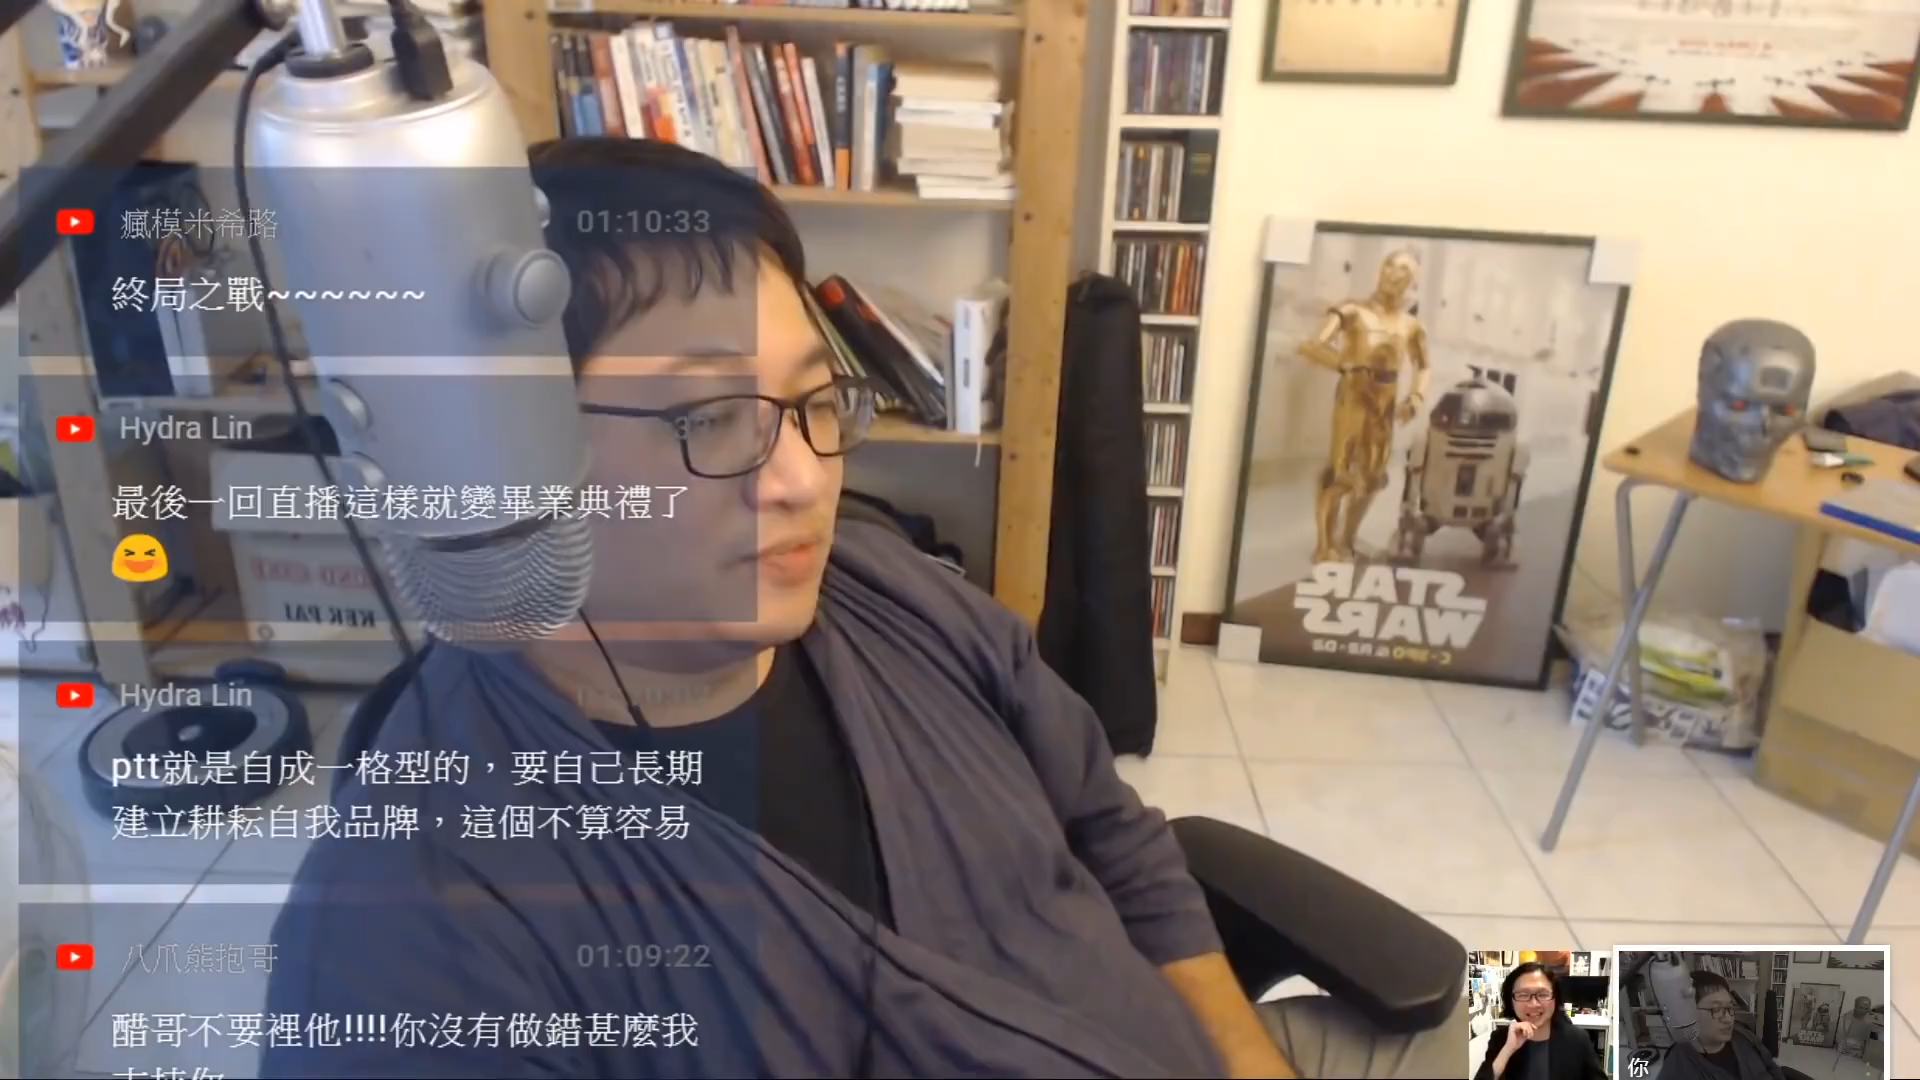 瘋模米希路
01:10:33
終局之戰~~~~~~
Hydra Lin
最後一回直播這樣就變畢業典禮了
😆
Hydra Lin
ptt就是自成一格型的，要自己長期
建立耕耘自我品牌，這個不算容易
八爪熊抱哥
01:09:22
醋哥不要裡他!!!!你沒有做錯甚麼我
STAR
WARS
KER PAL
你